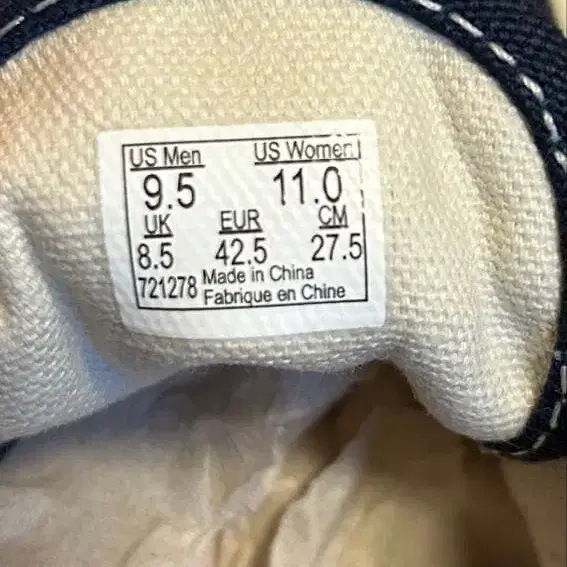 US Men US Women
9.5 11.0
UK EUR CM
8.5 42.5 27.5
721278 Made in China
Fabrique en Chine